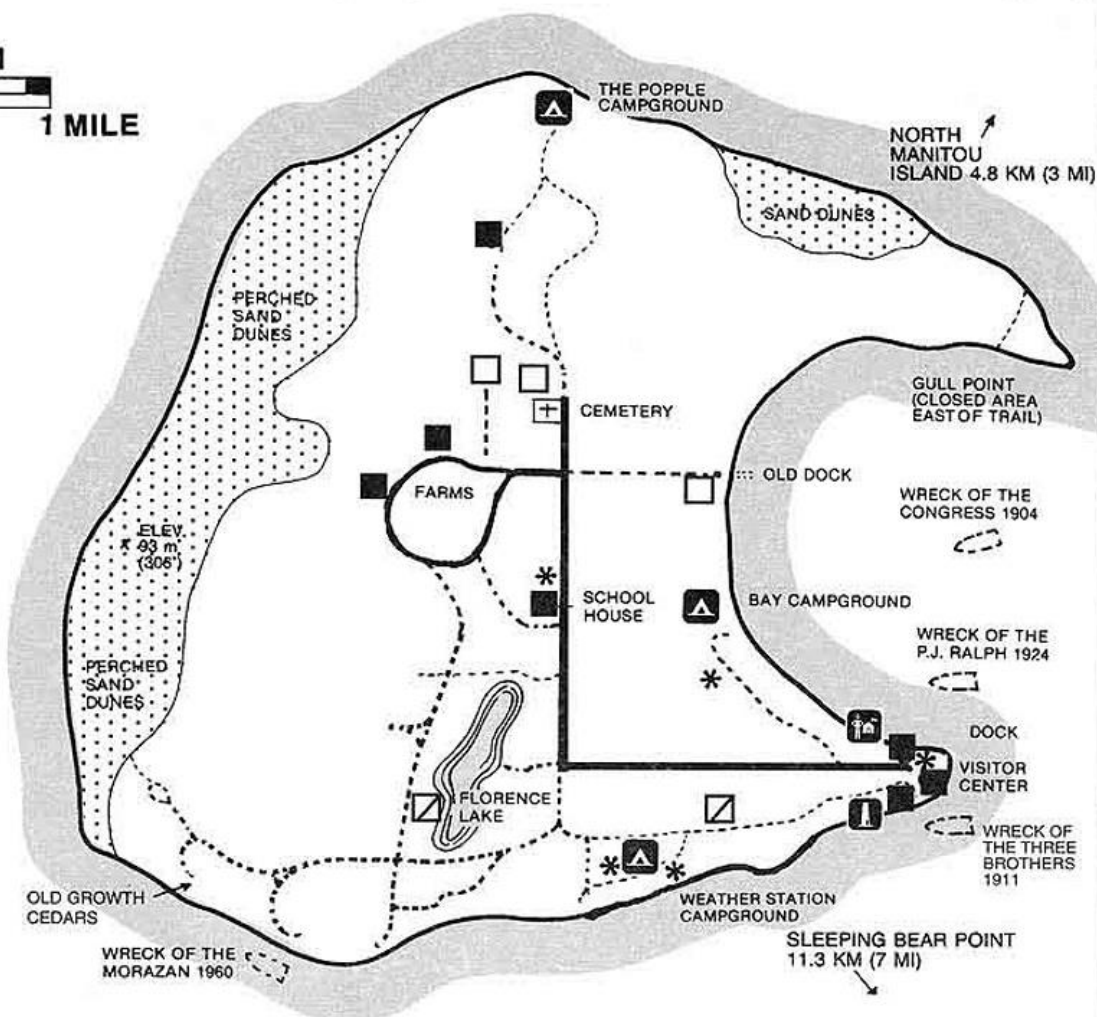 1 MILE
THE POPPLE
CAMPGROUND
NORTH
MANITOU
ISLAND 4.8 KM (3 MI)
SAND DUNES
PERCHED
SAND
DUNES
GULL POINT
(CLOSED AREA
EAST OF TRAIL)
CEMETERY
OLD DOCK
FARMS
WRECK OF THE
CONGRESS 1904
ELEV.
93 m
(306')
SCHOOL
HOUSE
BAY CAMPGROUND
WRECK OF THE
P.J. RALPH 1924
PERCHED
SAND
DUNES
DOCK
VISITOR
CENTER
FLORENCE
LAKE
WRECK OF
THE THREE
BROTHERS
1911
OLD GROWTH
CEDARS
WEATHER STATION
CAMPGROUND
WRECK OF THE
MORAZAN 1960
SLEEPING BEAR POINT
11.3 KM (7 MI)